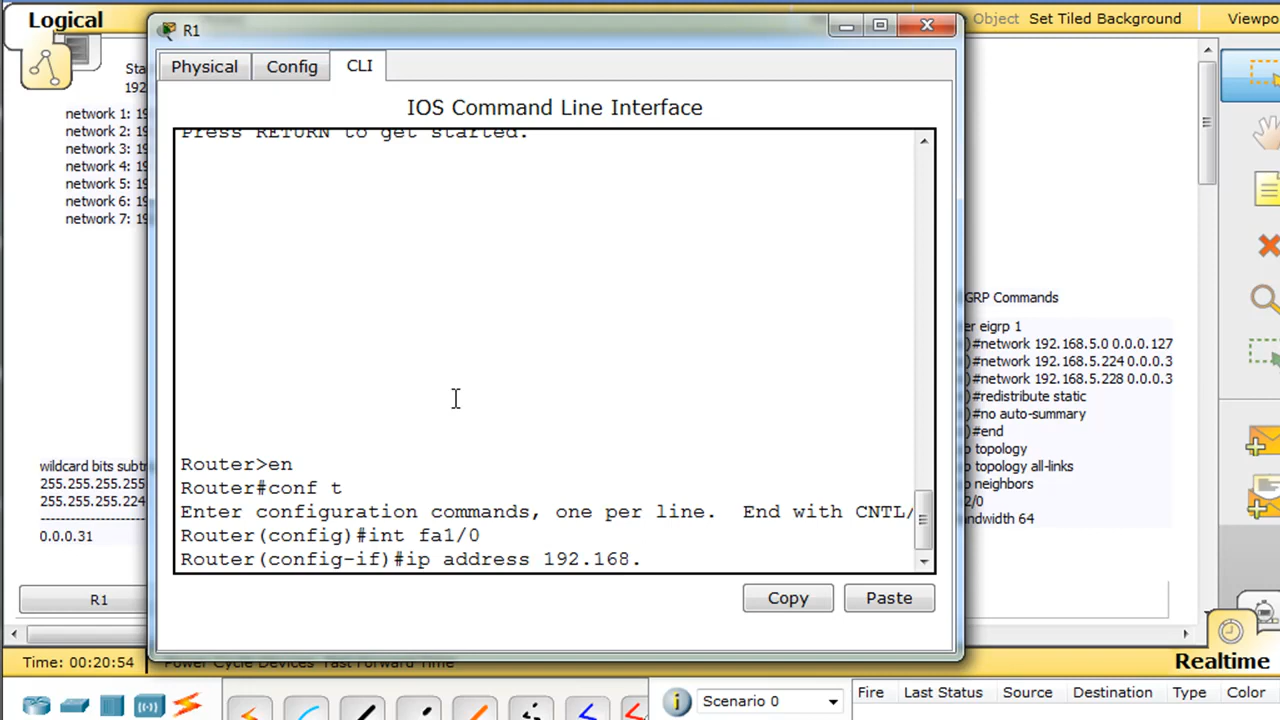 Logical
R1
Object
Set Tiled Background
Viewpo
Physical
Config
CLI
IOS Command Line Interface
Press RETURN to get started.
Sta
192
network 1: 19
network 2: 19
network 3: 19
network 4: 19
network 5: 19
network 6: 19
network 7: 19
GRP Commands
er eigrp 1
)#network 192.168.5.0 0.0.0.127
)#network 192.168.5.224 0.0.0.3
)#network 192.168.5.228 0.0.0.3
)#redistribute static
)#no auto-summary
)#end
p topology
p topology all-links
p neighbors
2/0
andwidth 64
wildcard bits subtr
255.255.255.255
255.255.255.224
-------------------
0.0.0.31
Router>en
Router#conf t
Enter configuration commands, one per line. End with CNTL/
Router(config)#int fa1/0
Router(config-if)#ip address 192.168.
Copy
Paste
R1
Time: 00:20:54
Power Cycle Devices Fast Forward Time
Realtime
Scenario 0
Fire
Last Status
Source
Destination
Type
Color